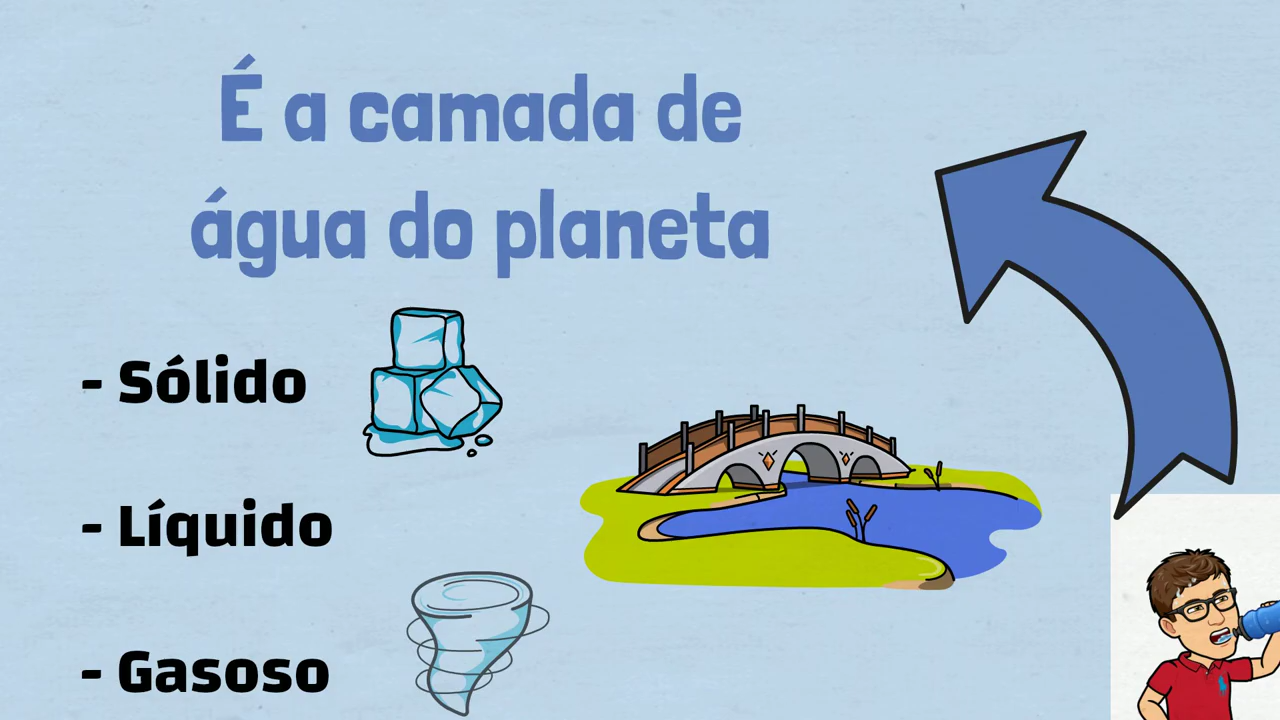 É a camada de
água do planeta
- Sólido
- Líquido
- Gasoso